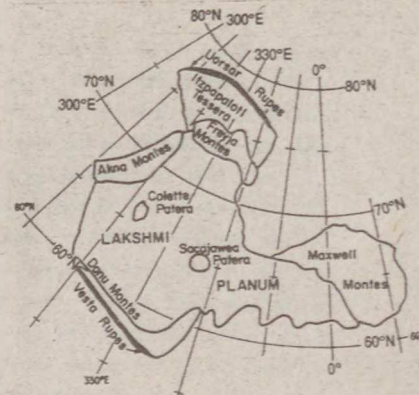 80°N
300°E
330°E
0°
80°N
70°N
300°E
Uorsar Rupes
Itzpapalotl
Tessera
Freyja
Montes
Akna Montes
Colette
Patera
70°N
60°N
LAKSHMI
Sacajawea
Patera
Maxwell
Montes
60°N
Danu Montes
Vesta Rupes
PLANUM
60°N
0°
330°E